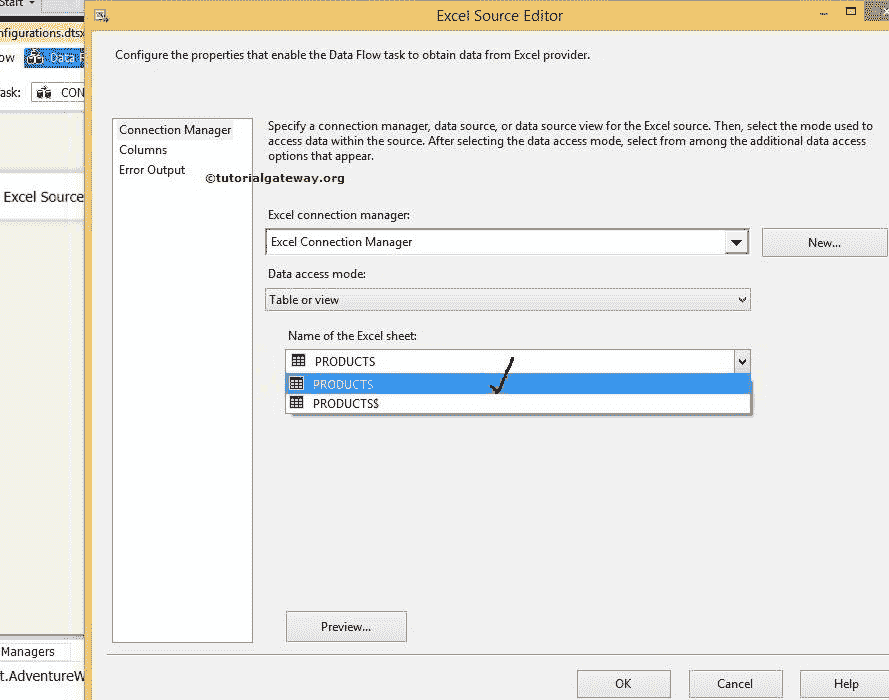 Start
Excel Source Editor
nfigurations.dtsx
Configure the properties that enable the Data Flow task to obtain data from Excel provider.
ow Data F
ask: CON
Connection Manager
Columns
Error Output
Specify a connection manager, data source, or data source view for the Excel source. Then, select the mode used to
access data within the source. After selecting the data access mode, select from among the additional data access
options that appear.
©tutorialgateway.org
Excel Source
Excel connection manager:
Excel Connection Manager
New...
Data access mode:
Table or view
Name of the Excel sheet:
PRODUCTS
PRODUCTS
PRODUCTS$
Preview...
Managers
t.AdventureW
OK Cancel Help